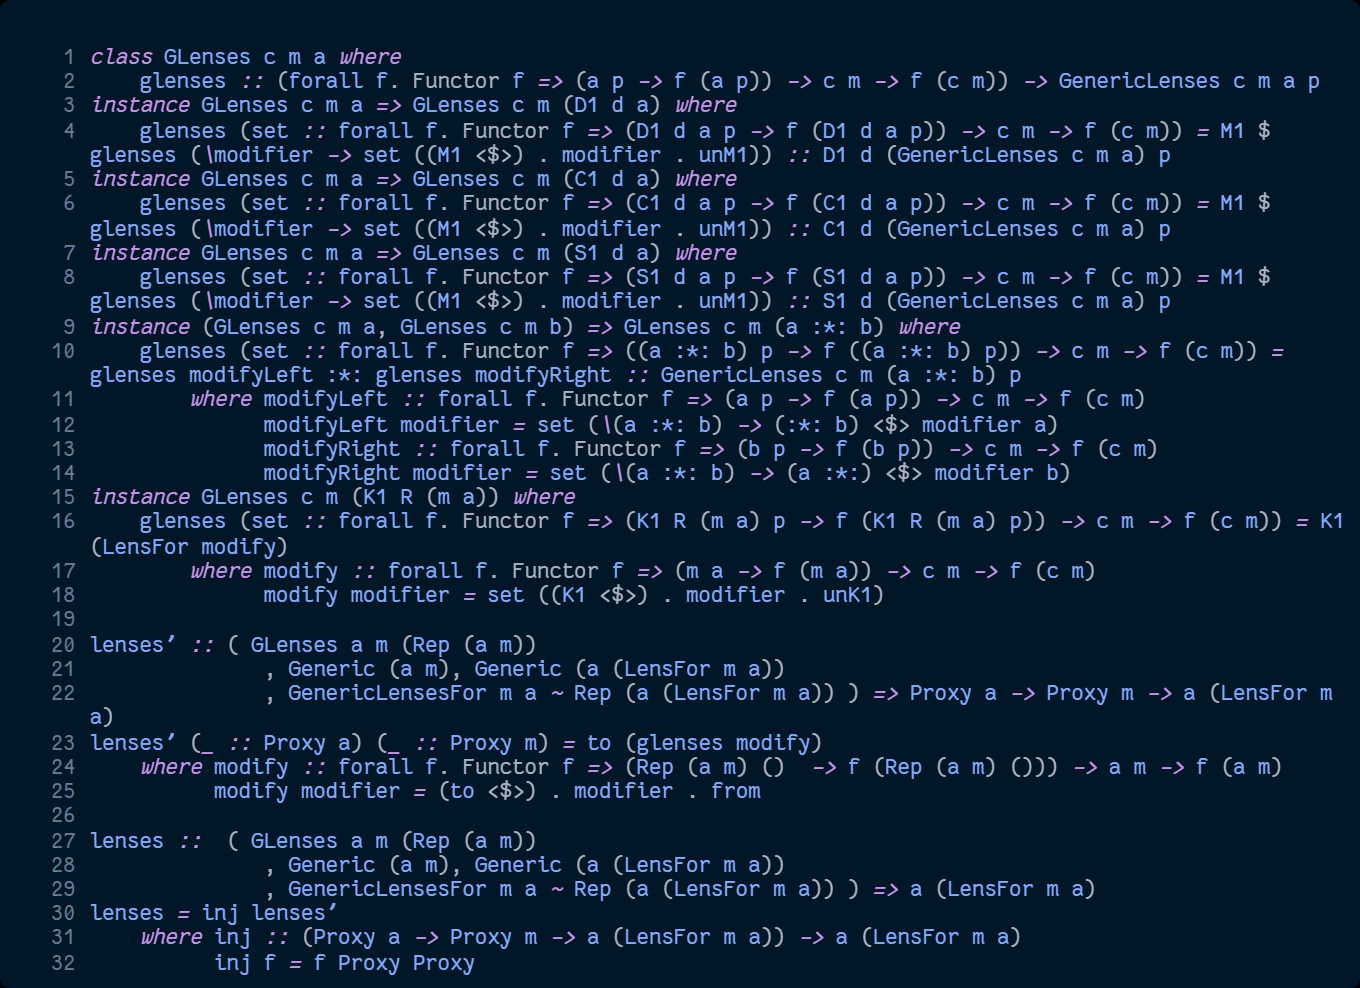 1 class GLenses c m a where
2     glenses :: (forall f. Functor f => (a p -> f (a p)) -> c m -> f (c m)) -> GenericLenses c m a p
3 instance GLenses c m a => GLenses c m (D1 d a) where
4     glenses (set :: forall f. Functor f => (D1 d a p -> f (D1 d a p)) -> c m -> f (c m)) = M1 $
glenses (\modifier -> set ((M1 <$>) . modifier . unM1)) :: D1 d (GenericLenses c m a) p
5 instance GLenses c m a => GLenses c m (C1 d a) where
6     glenses (set :: forall f. Functor f => (C1 d a p -> f (C1 d a p)) -> c m -> f (c m)) = M1 $
glenses (\modifier -> set ((M1 <$>) . modifier . unM1)) :: C1 d (GenericLenses c m a) p
7 instance GLenses c m a => GLenses c m (S1 d a) where
8     glenses (set :: forall f. Functor f => (S1 d a p -> f (S1 d a p)) -> c m -> f (c m)) = M1 $
glenses (\modifier -> set ((M1 <$>) . modifier . unM1)) :: S1 d (GenericLenses c m a) p
9 instance (GLenses c m a, GLenses c m b) => GLenses c m (a :*: b) where
10     glenses (set :: forall f. Functor f => ((a :*: b) p -> f ((a :*: b) p)) -> c m -> f (c m)) =
glenses modifyLeft :*: glenses modifyRight :: GenericLenses c m (a :*: b) p
11         where modifyLeft :: forall f. Functor f => (a p -> f (a p)) -> c m -> f (c m)
12               modifyLeft modifier = set (\(a :*: b) -> (:*: b) <$> modifier a)
13               modifyRight :: forall f. Functor f => (b p -> f (b p)) -> c m -> f (c m)
14               modifyRight modifier = set (\(a :*: b) -> (a :*:) <$> modifier b)
15 instance GLenses c m (K1 R (m a)) where
16     glenses (set :: forall f. Functor f => (K1 R (m a) p -> f (K1 R (m a) p)) -> c m -> f (c m)) = K1
(LensFor modify)
17         where modify :: forall f. Functor f => (m a -> f (m a)) -> c m -> f (c m)
18               modify modifier = set ((K1 <$>) . modifier . unK1)
19
20 lenses’ :: ( GLenses a m (Rep (a m))
21               , Generic (a m), Generic (a (LensFor m a))
22               , GenericLensesFor m a ~ Rep (a (LensFor m a)) ) => Proxy a -> Proxy m -> a (LensFor m
a)
23 lenses’ (_ :: Proxy a) (_ :: Proxy m) = to (glenses modify)
24     where modify :: forall f. Functor f => (Rep (a m) ()  -> f (Rep (a m) ())) -> a m -> f (a m)
25           modify modifier = (to <$>) . modifier . from
26
27 lenses ::  ( GLenses a m (Rep (a m))
28               , Generic (a m), Generic (a (LensFor m a))
29               , GenericLensesFor m a ~ Rep (a (LensFor m a)) ) => a (LensFor m a)
30 lenses = inj lenses’
31     where inj :: (Proxy a -> Proxy m -> a (LensFor m a)) -> a (LensFor m a)
32           inj f = f Proxy Proxy